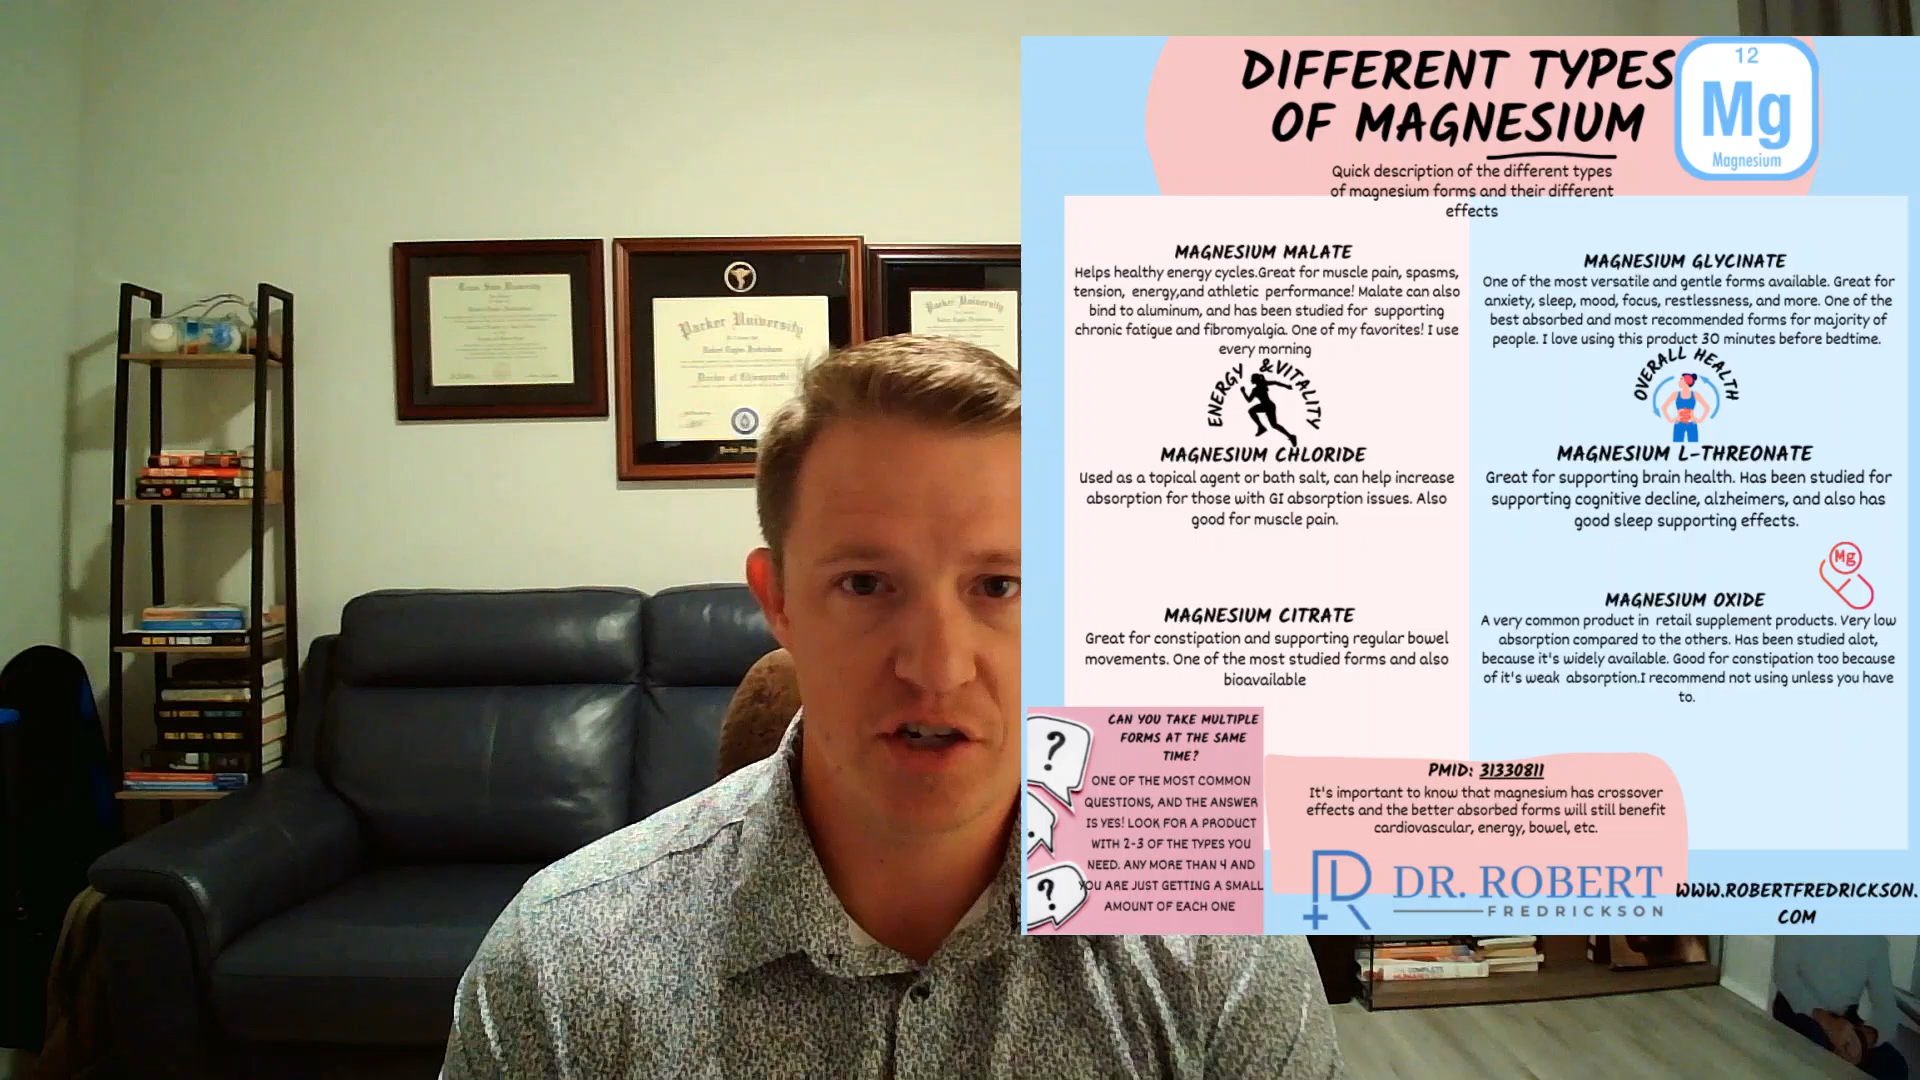 Texas State University
Parker University
Doctor of Chiropractic
Parker University
DIFFERENT TYPES
OF MAGNESIUM
12
Mg
Magnesium
Quick description of the different types
of magnesium forms and their different
effects
MAGNESIUM MALATE
Helps healthy energy cycles.Great for muscle pain, spasms,
tension, energy,and athletic performance! Malate can also
bind to aluminum, and has been studied for supporting
chronic fatigue and fibromyalgia. One of my favorites! I use
every morning
ENERGY &VITALITY
MAGNESIUM CHLORIDE
Used as a topical agent or bath salt, can help increase
absorption for those with GI absorption issues. Also
good for muscle pain.
MAGNESIUM CITRATE
Great for constipation and supporting regular bowel
movements. One of the most studied forms and also
bioavailable
MAGNESIUM GLYCINATE
One of the most versatile and gentle forms available. Great for
anxiety, sleep, mood, focus, restlessness, and more. One of the
best absorbed and most recommended forms for majority of
people. I love using this product 30 minutes before bedtime.
OVERALL HEALTH
MAGNESIUM L-THREONATE
Great for supporting brain health. Has been studied for
supporting cognitive decline, alzheimers, and also has
good sleep supporting effects.
Mg
MAGNESIUM OXIDE
A very common product in retail supplement products. Very low
absorption compared to the others. Has been studied alot,
because it's widely available. Good for constipation too because
of it's weak absorption.I recommend not using unless you have
to.
?
?
CAN YOU TAKE MULTIPLE
FORMS AT THE SAME
TIME?
ONE OF THE MOST COMMON
QUESTIONS, AND THE ANSWER
IS YES! LOOK FOR A PRODUCT
WITH 2-3 OF THE TYPES YOU
NEED. ANY MORE THAN 4 AND
YOU ARE JUST GETTING A SMALL
AMOUNT OF EACH ONE
PMID: 31330811
It's important to know that magnesium has crossover
effects and the better absorbed forms will still benefit
cardiovascular, energy, bowel, etc.
DR. ROBERT
FREDRICKSON
WWW.ROBERTFREDRICKSON.
COM